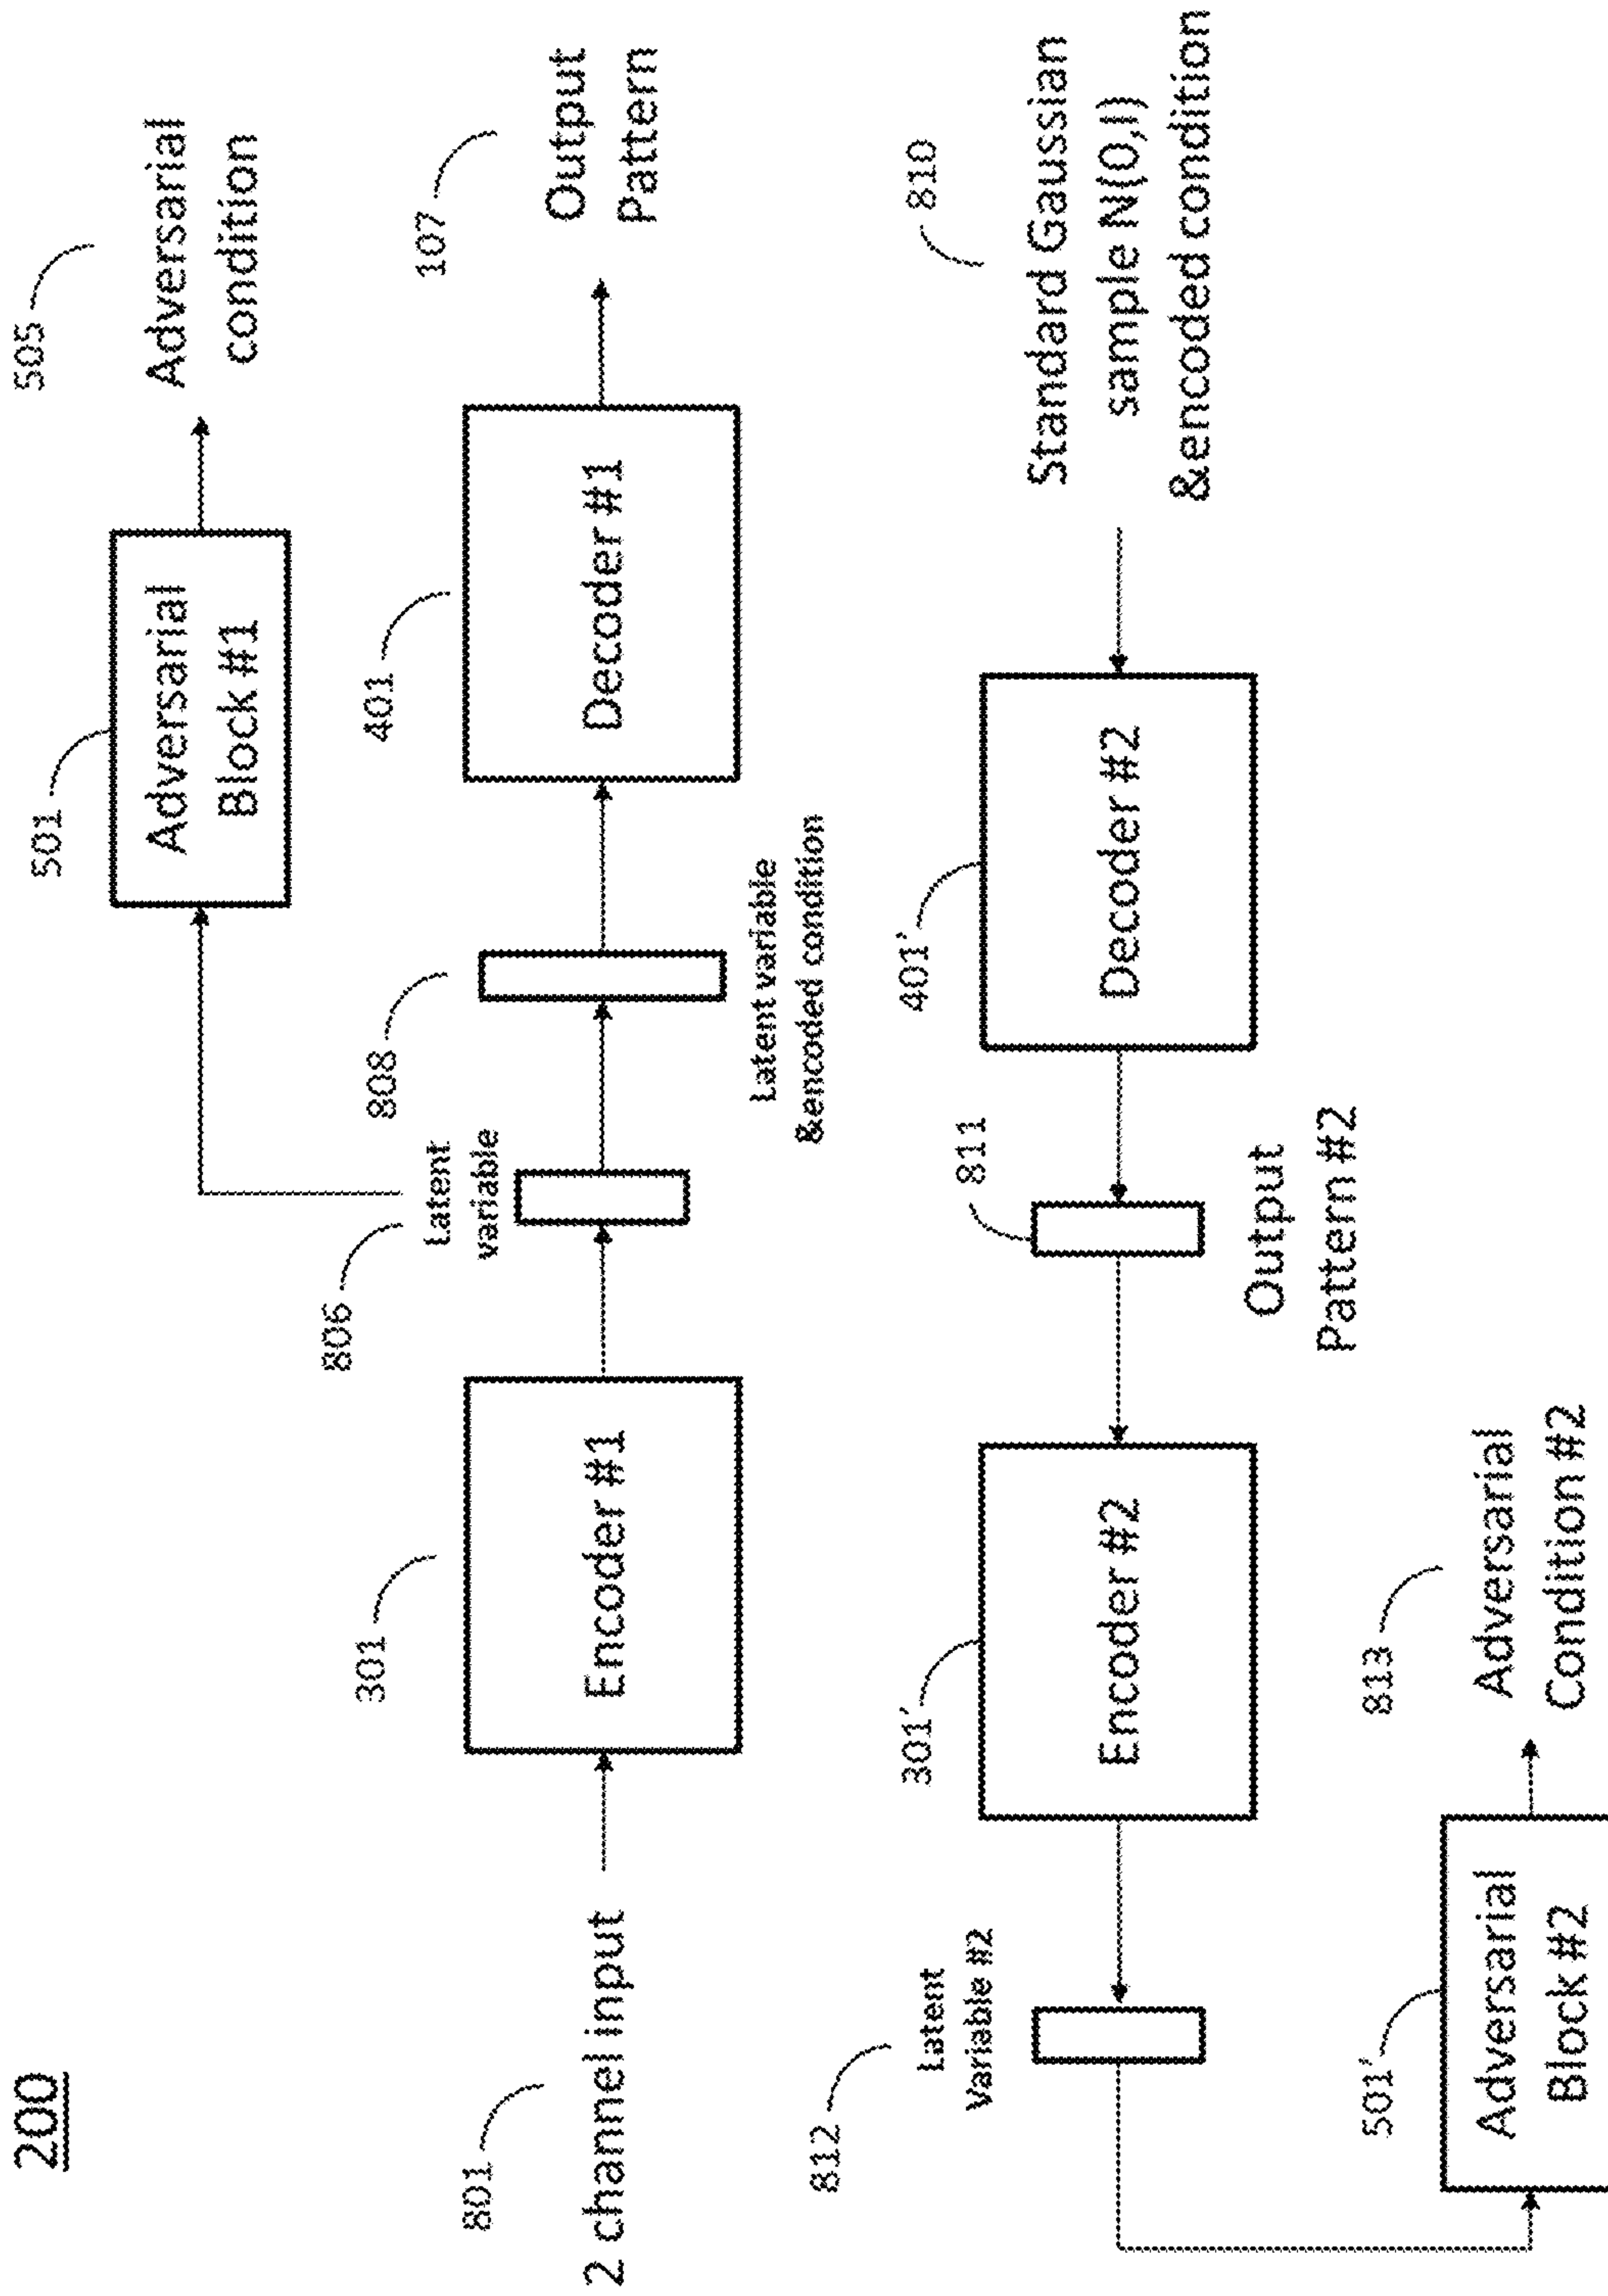 200
505
Adversarial
condition
501
Adversarial
Block #1
107
Output
Pattern
401
Decoder #1
808
Latent variable
&encoded condition
806
Latent
variable
301
Encoder #1
801
2 channel input
810
Standard Gaussian
sample N(0,I)
&encoded condition
401'
Decoder #2
811
Output
Pattern #2
301'
Encoder #2
812
Latent
Variable #2
813
Adversarial
Condition #2
501'
Adversarial
Block #2